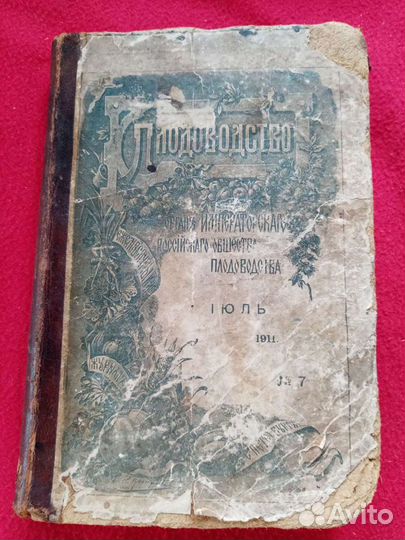 Плодоводство
органъ Императорскаго
Россійскаго общества
плодоводства
ІЮЛЬ
1911.
№ 7
Avito